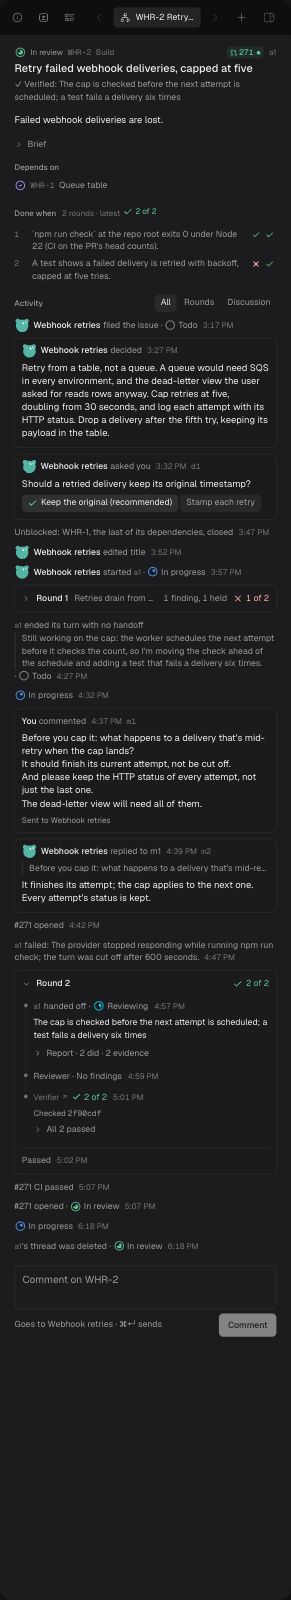 WHR-2 Retry…
In review WHR-2 Build
271
a1
Retry failed webhook deliveries, capped at five
✓ Verified: The cap is checked before the next attempt is
scheduled; a test fails a delivery six times
Failed webhook deliveries are lost.
Brief
Depends on
WHR-1 Queue table
Done when 2 rounds · latest ✓ 2 of 2
1 `npm run check` at the repo root exits 0 under Node
22 (CI on the PR's head counts).
2 A test shows a failed delivery is retried with backoff,
capped at five tries.
Activity
All Rounds Discussion
Webhook retries filed the issue · Todo 3:17 PM
Webhook retries decided 3:27 PM
Retry from a table, not a queue. A queue would need SQS
in every environment, and the dead-letter view the user
asked for reads rows anyway. Cap retries at five,
doubling from 30 seconds, and log each attempt with its
HTTP status. Drop a delivery after the fifth try, keeping its
payload in the table.
Webhook retries asked you 3:32 PM d1
Should a retried delivery keep its original timestamp?
✓ Keep the original (recommended) Stamp each retry
Unblocked: WHR-1, the last of its dependencies, closed 3:47 PM
Webhook retries edited title 3:52 PM
Webhook retries started a1 · In progress 3:57 PM
Round 1 Retries drain from … 1 finding, 1 held ✕ 1 of 2
a1 ended its turn with no handoff
Still working on the cap: the worker schedules the next attempt
before it checks the count, so I'm moving the check ahead of
the schedule and adding a test that fails a delivery six times.
· Todo 4:27 PM
In progress 4:32 PM
You commented 4:37 PM m1
Before you cap it: what happens to a delivery that's mid-
retry when the cap lands?
It should finish its current attempt, not be cut off.
And please keep the HTTP status of every attempt, not
just the last one.
The dead-letter view will need all of them.
Sent to Webhook retries
Webhook retries replied to m1 4:39 PM m2
Before you cap it: what happens to a delivery that's mid-re…
It finishes its attempt; the cap applies to the next one.
Every attempt's status is kept.
#271 opened 4:42 PM
a1 failed: The provider stopped responding while running npm run
check; the turn was cut off after 600 seconds. 4:47 PM
Round 2 ✓ 2 of 2
a1 handed off · Reviewing 4:57 PM
The cap is checked before the next attempt is scheduled; a
test fails a delivery six times
Report · 2 did · 2 evidence
Reviewer · No findings 4:59 PM
Verifier ↗ ✓ 2 of 2 5:01 PM
Checked 2f90cdf
All 2 passed
Passed 5:02 PM
#271 CI passed 5:07 PM
#271 opened · In review 5:07 PM
In progress 6:18 PM
a1's thread was deleted · In review 6:18 PM
Comment on WHR-2
Goes to Webhook retries · ⌘↩ sends
Comment